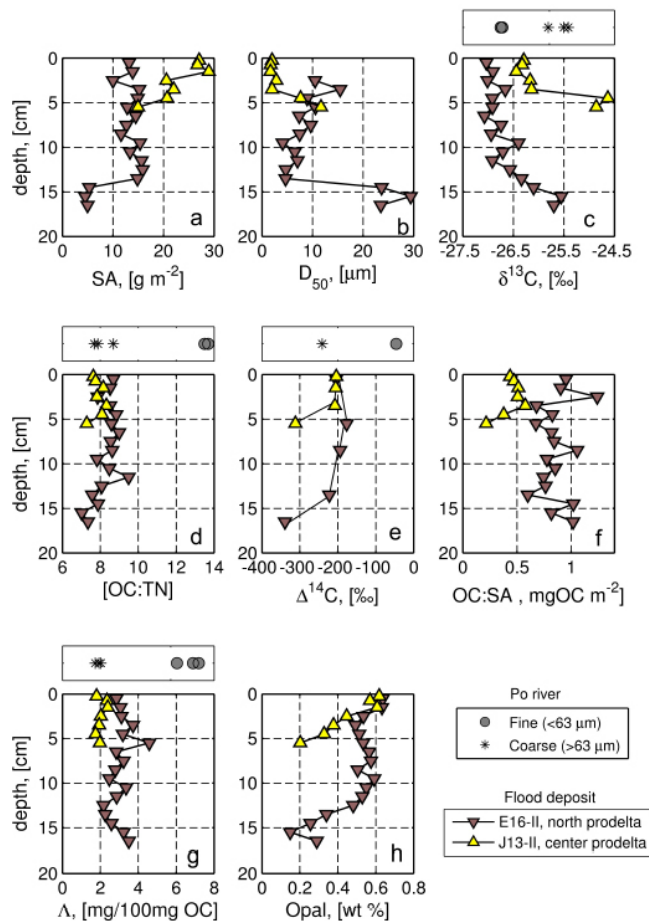 0
5
10
15
20
0 10 20 30
depth, [cm]
SA, [g m⁻²]
a
0
5
10
15
20
0 10 20 30
D₅₀, [µm]
b
0
5
10
15
20
-27.5 -26.5 -25.5 -24.5
δ¹³C, [‰]
c
0
5
10
15
20
6 8 10 12 14
depth, [cm]
[OC:TN]
d
0
5
10
15
20
-400 -300 -200 -100 0
Δ¹⁴C, [‰]
e
0
5
10
15
20
0 0.5 1
OC:SA , mgOC m⁻²]
f
0
5
10
15
20
0 2 4 6 8
depth, [cm]
Λ, [mg/100mg OC]
g
0
5
10
15
20
0 0.2 0.4 0.6 0.8
Opal, [wt %]
h
Po river
Fine (<63 µm)
Coarse (>63 µm)
Flood deposit
E16-II, north prodelta
J13-II, center prodelta